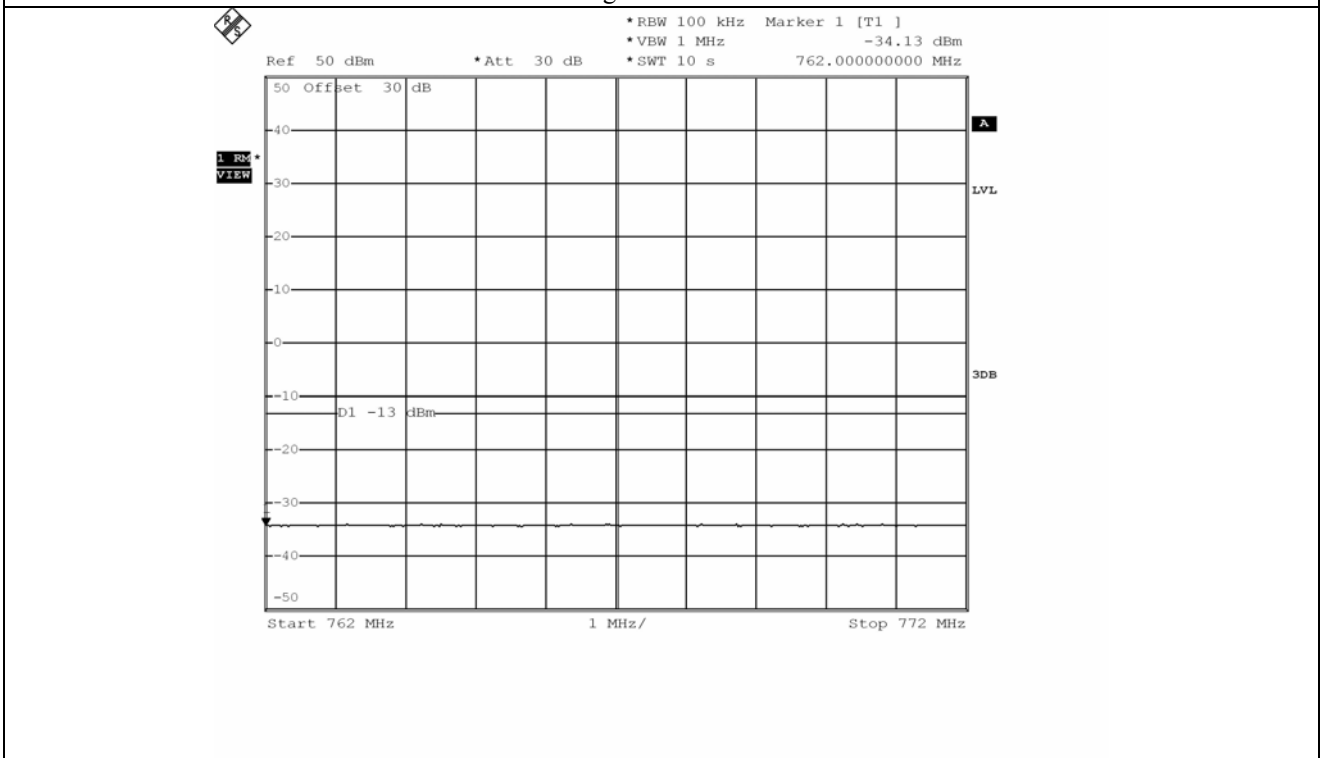 R S
*RBW 100 kHz Marker 1 [T1 ]
*VBW 1 MHz -34.13 dBm
Ref 50 dBm *Att 30 dB *SWT 10 s 762.000000000 MHz
50 Offset 30 dB
40
A
1 RM *
VIEW
30
LVL
20
10
0
3DB
-10
D1 -13 dBm
-20
-30
1
-40
-50
Start 762 MHz 1 MHz/ Stop 772 MHz